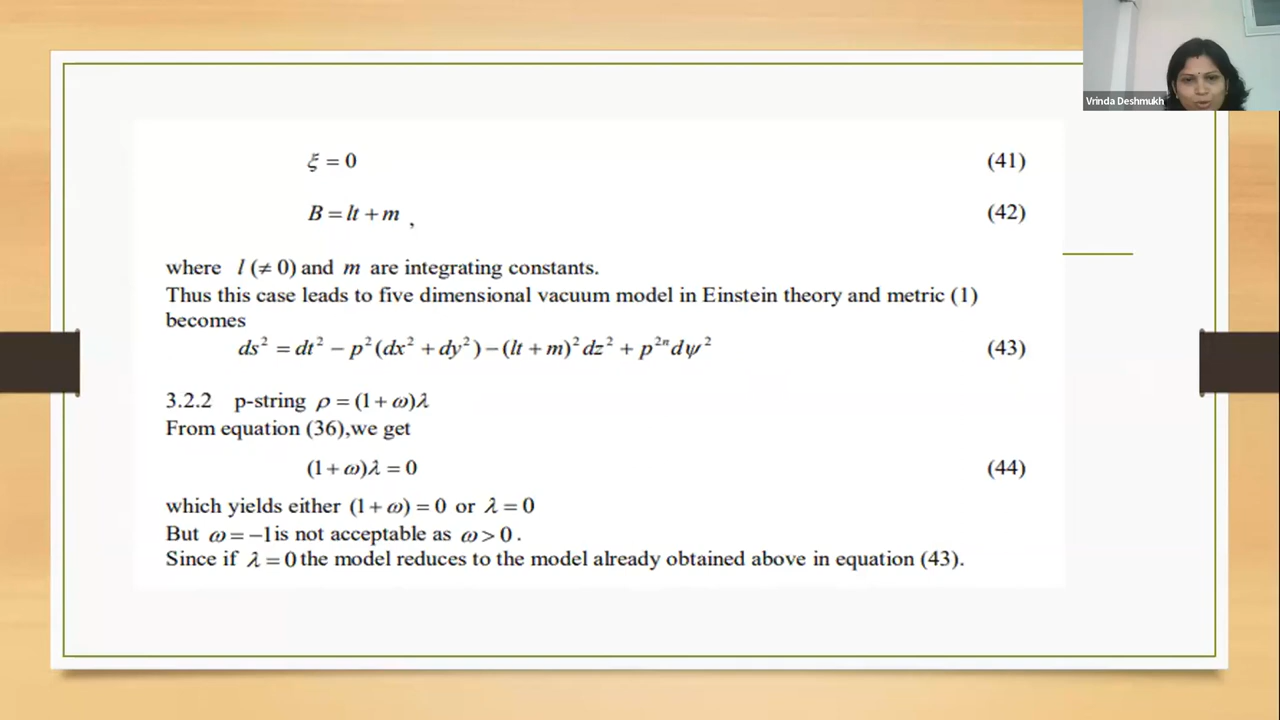 Vrinda Deshmukh
ξ = 0 (41)
B = lt + m , (42)
where l (≠ 0) and m are integrating constants.
Thus this case leads to five dimensional vacuum model in Einstein theory and metric (1)
becomes
ds² = dt² − p²(dx² + dy²) − (lt + m)² dz² + p²ⁿdψ² (43)
3.2.2 p-string ρ = (1 + ω)λ
From equation (36),we get
(1 + ω)λ = 0 (44)
which yields either (1 + ω) = 0 or λ = 0
But ω = −1 is not acceptable as ω > 0 .
Since if λ = 0 the model reduces to the model already obtained above in equation (43).